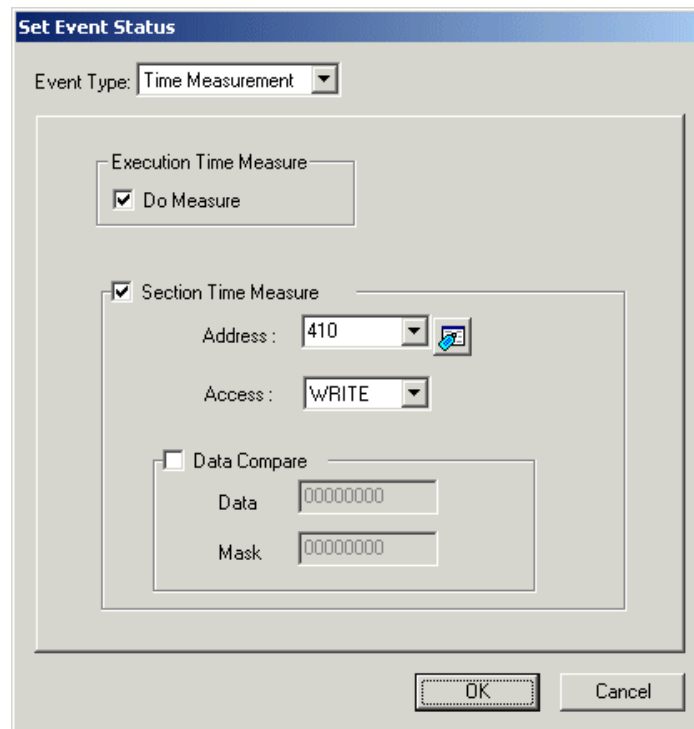 Set Event Status
Event Type: Time Measurement
Execution Time Measure
Do Measure
Section Time Measure
Address : 410
Access : WRITE
Data Compare
Data 00000000
Mask 00000000
OK Cancel